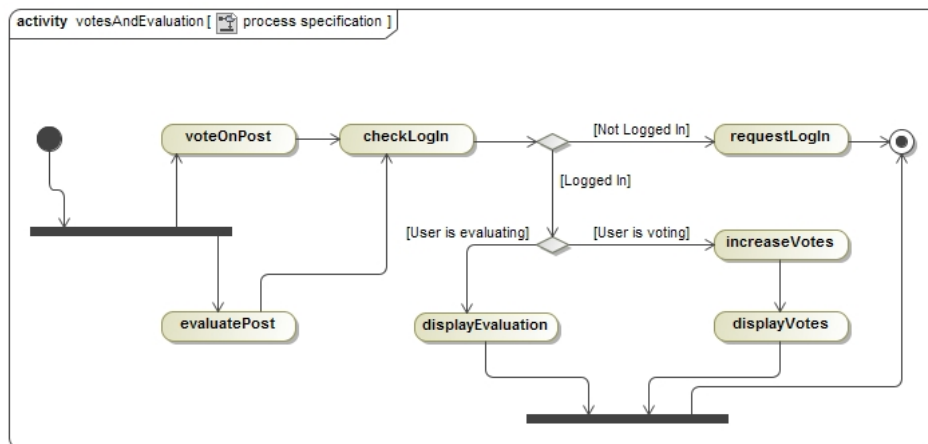 activity votesAndEvaluation [ process specification ]
voteOnPost
checkLogIn
[Not Logged In]
requestLogIn
[Logged In]
[User is evaluating]
[User is voting]
increaseVotes
evaluatePost
displayEvaluation
displayVotes